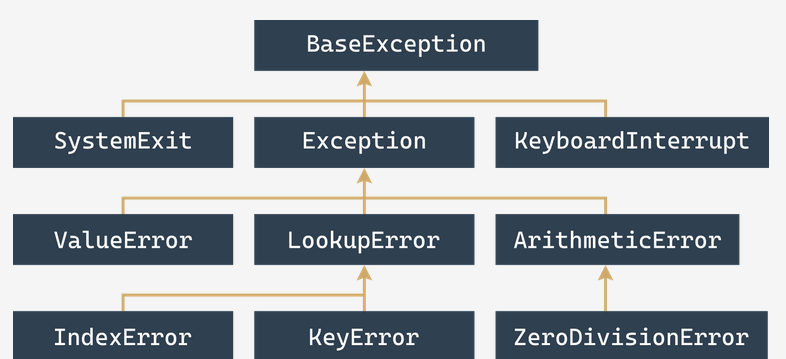 BaseException
SystemExit
Exception
KeyboardInterrupt
ValueError
LookupError
ArithmeticError
IndexError
KeyError
ZeroDivisionError